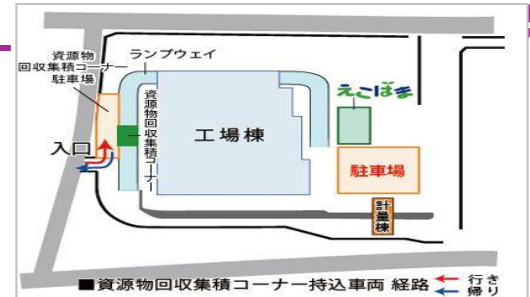 資源物
回収集積コーナー
駐車場
ランプウェイ
資源物回収集積コーナー
工場棟
えこばま
入口
駐車場
計量棟
■資源物回収集積コーナー持込車両 経路
行き
帰り